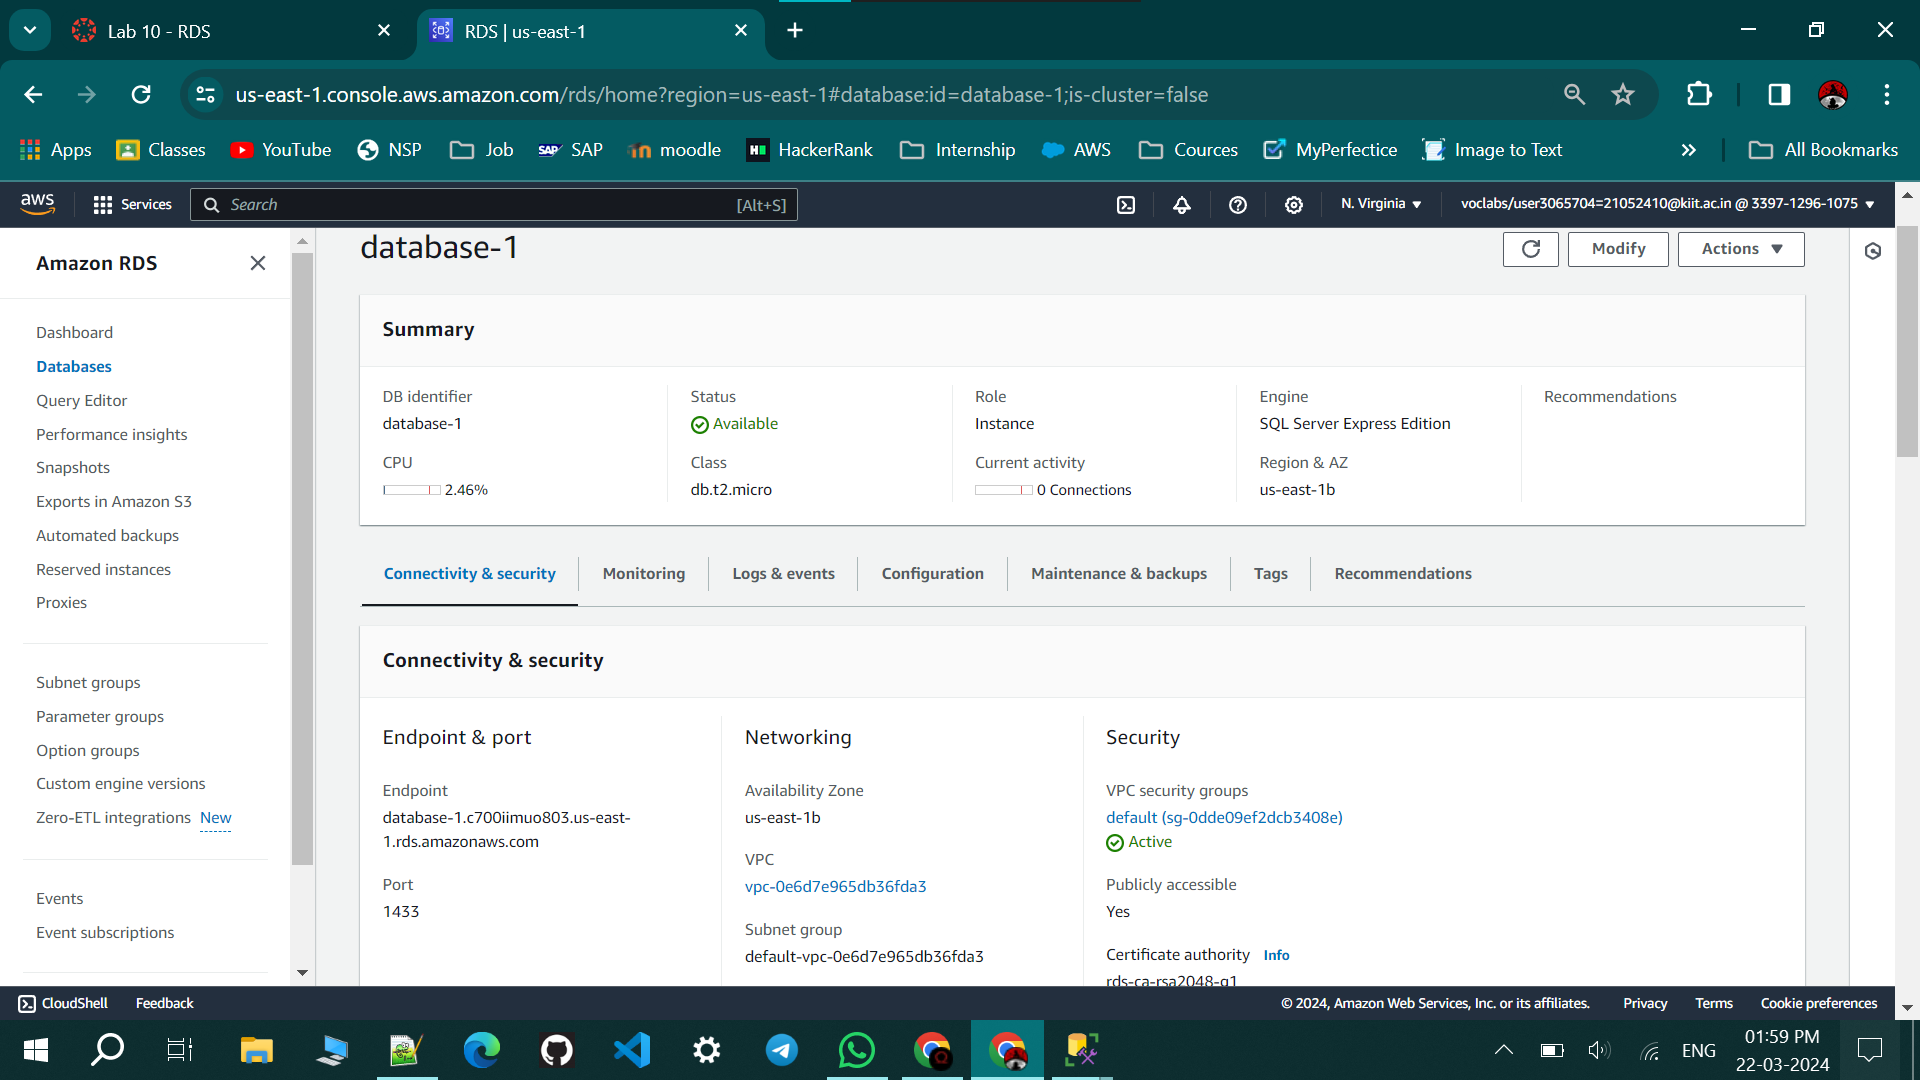 Lab 10 - RDS
RDS | us-east-1
us-east-1.console.aws.amazon.com/rds/home?region=us-east-1#database:id=database-1;is-cluster=false
Apps
Classes
YouTube
NSP
Job
SAP SAP
moodle
HackerRank
Internship
AWS
Cources
MyPerfectice
Image to Text
All Bookmarks
aws
Services
Search
[Alt+S]
N. Virginia
voclabs/user3065704=21052410@kiit.ac.in @ 3397-1296-1075
Amazon RDS
Dashboard
Databases
Query Editor
Performance insights
Snapshots
Exports in Amazon S3
Automated backups
Reserved instances
Proxies
Subnet groups
Parameter groups
Option groups
Custom engine versions
Zero-ETL integrations New
Events
Event subscriptions
database-1
Modify
Actions
Summary
DB identifier
database-1
Status
Available
Role
Instance
Engine
SQL Server Express Edition
Recommendations
CPU
2.46%
Class
db.t2.micro
Current activity
0 Connections
Region & AZ
us-east-1b
Connectivity & security
Monitoring
Logs & events
Configuration
Maintenance & backups
Tags
Recommendations
Connectivity & security
Endpoint & port
Endpoint
database-1.c700iimuo803.us-east-
1.rds.amazonaws.com
Port
1433
Networking
Availability Zone
us-east-1b
VPC
vpc-0e6d7e965db36fda3
Subnet group
default-vpc-0e6d7e965db36fda3
Security
VPC security groups
default (sg-0dde09ef2dcb3408e)
Active
Publicly accessible
Yes
Certificate authority Info
rds-ca-rsa2048-g1
CloudShell
Feedback
© 2024, Amazon Web Services, Inc. or its affiliates.
Privacy
Terms
Cookie preferences
ENG
01:59 PM
22-03-2024